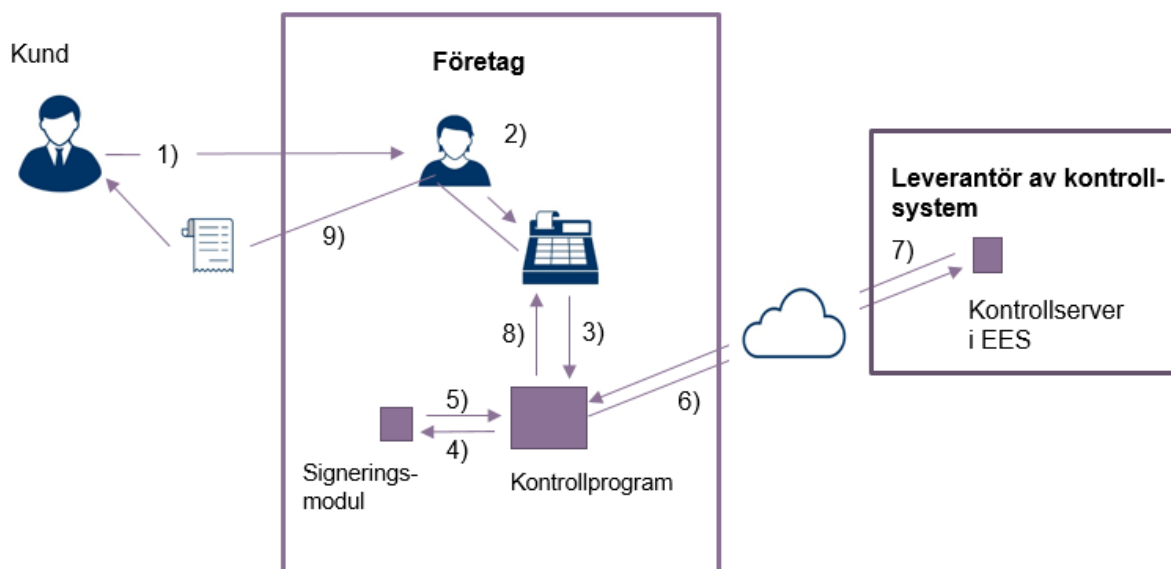 Kund
Företag
1)
2)
9)
8)
3)
5)
4)
6)
Signerings-
modul
Kontrollprogram
Leverantör av kontroll-
system
7)
Kontrollserver
i EES